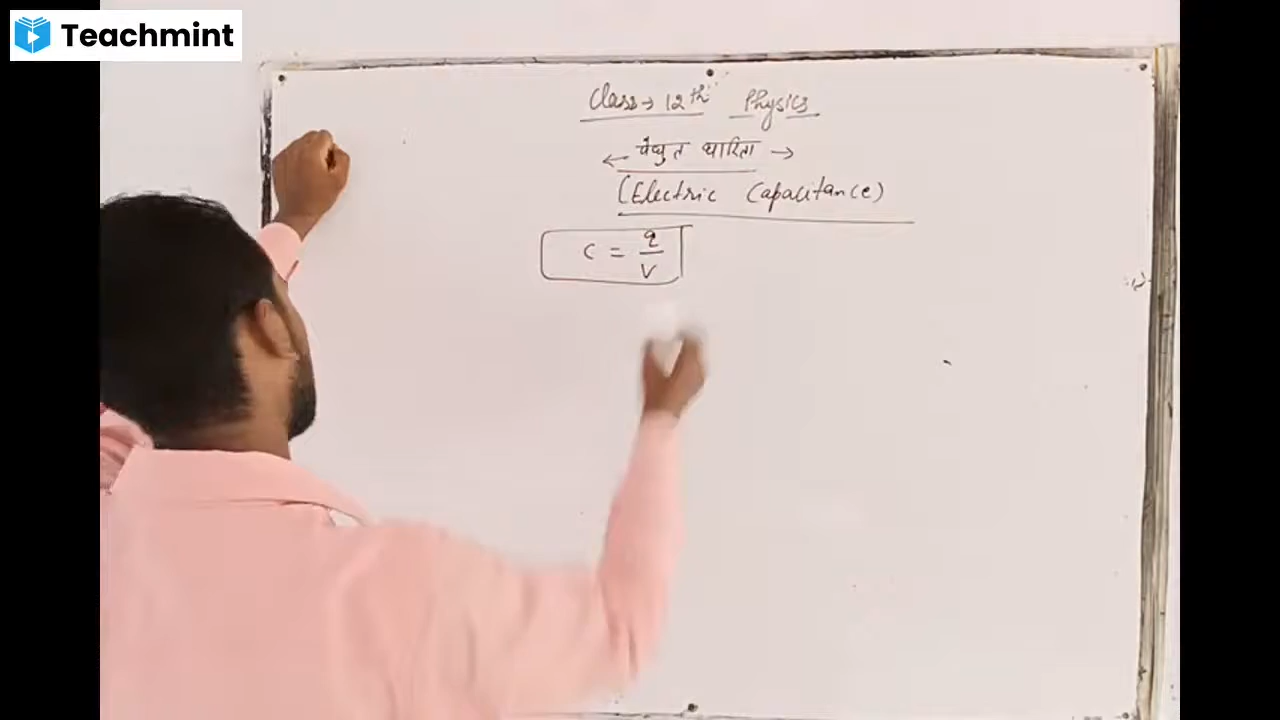 Teachmint
Class → 12th Physics
← वैद्युत धारिता →
(Electric Capacitance)
C = q/V